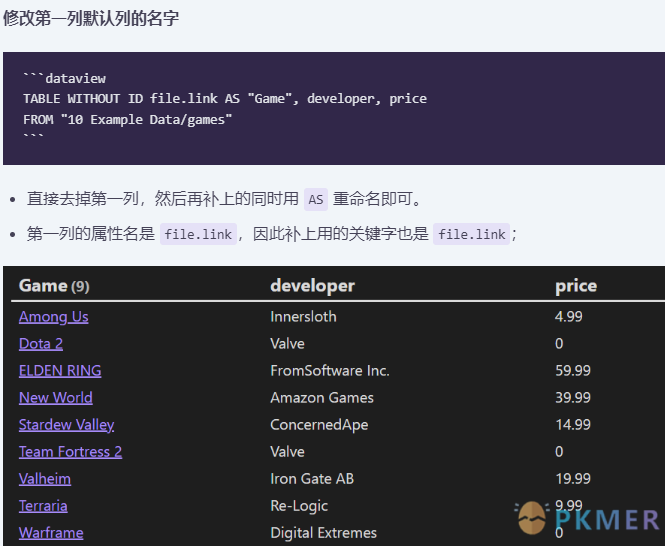 修改第一列默认列的名字
```dataview
TABLE WITHOUT ID file.link AS "Game", developer, price
FROM "10 Example Data/games"
```
• 直接去掉第一列，然后再补上的同时用 AS 重命名即可。
• 第一列的属性名是 file.link，因此补上用的关键字也是 file.link；
Game (9) developer price
Among Us Innersloth 4.99
Dota 2 Valve 0
ELDEN RING FromSoftware Inc. 59.99
New World Amazon Games 39.99
Stardew Valley ConcernedApe 14.99
Team Fortress 2 Valve 0
Valheim Iron Gate AB 19.99
Terraria Re-Logic 9.99
Warframe Digital Extremes 0
PKMER